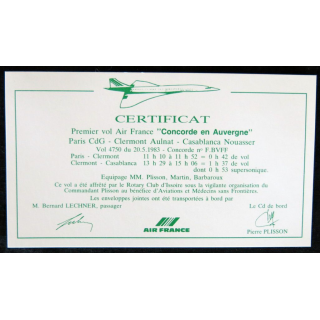 CERTIFICAT
Premier vol Air France "Concorde en Auvergne"
Paris CdG - Clermont Aulnat - Casablanca Nouasser
Vol 4750 du 20.5.1983 - Concorde nº F.BVFF
Paris - Clermont 11 h 10 à 11 h 52 = 0 h 42 de vol
Clermont - Casablanca 13 h 29 à 15 h 06 = 1 h 37 de vol
dont 0 h 53 supersonique.
Equipage MM. Plisson, Martin, Barbaroux
Ce vol a été affrété par le Rotary Club d'Issoire sous la vigilante organisation du
Commandant Plisson au bénéfice d'Aviations et Médecins sans Frontières.
Les enveloppes jointes ont été transportées à bord par
M. Bernard LECHNER, passager
Le Cd de bord
AIR FRANCE
Pierre PLISSON